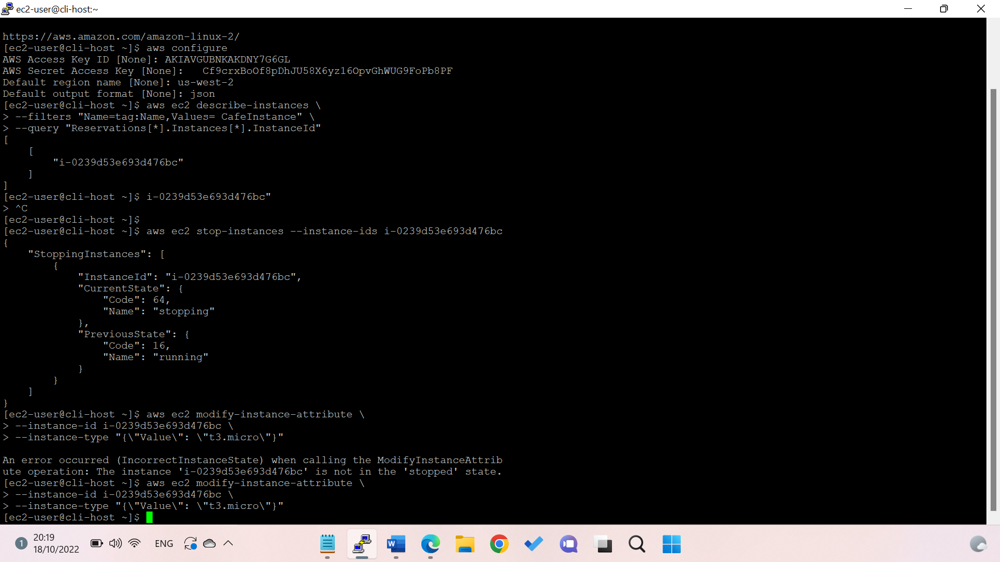 ec2-user@cli-host:~
https://aws.amazon.com/amazon-linux-2/
[ec2-user@cli-host ~]$ aws configure
AWS Access Key ID [None]: AKIAVGUBNKAKDNY7G6GL
AWS Secret Access Key [None]:   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
Default region name [None]: us-west-2
Default output format [None]: json
[ec2-user@cli-host ~]$ aws ec2 describe-instances \
> --filters "Name=tag:Name,Values= CafeInstance" \
> --query "Reservations[*].Instances[*].InstanceId"
[
    [
        "i-0239d53e693d476bc"
    ]
]
[ec2-user@cli-host ~]$ i-0239d53e693d476bc"
> ^C
[ec2-user@cli-host ~]$
[ec2-user@cli-host ~]$ aws ec2 stop-instances --instance-ids i-0239d53e693d476bc
{
    "StoppingInstances": [
        {
            "InstanceId": "i-0239d53e693d476bc",
            "CurrentState": {
                "Code": 64,
                "Name": "stopping"
            },
            "PreviousState": {
                "Code": 16,
                "Name": "running"
            }
        }
    ]
}
[ec2-user@cli-host ~]$ aws ec2 modify-instance-attribute \
> --instance-id i-0239d53e693d476bc \
> --instance-type "{\"Value\": \"t3.micro\"}"
An error occurred (IncorrectInstanceState) when calling the ModifyInstanceAttrib
ute operation: The instance 'i-0239d53e693d476bc' is not in the 'stopped' state.
[ec2-user@cli-host ~]$ aws ec2 modify-instance-attribute \
> --instance-id i-0239d53e693d476bc \
> --instance-type "{\"Value\": \"t3.micro\"}"
[ec2-user@cli-host ~]$
1
20:19
18/10/2022
ENG
W